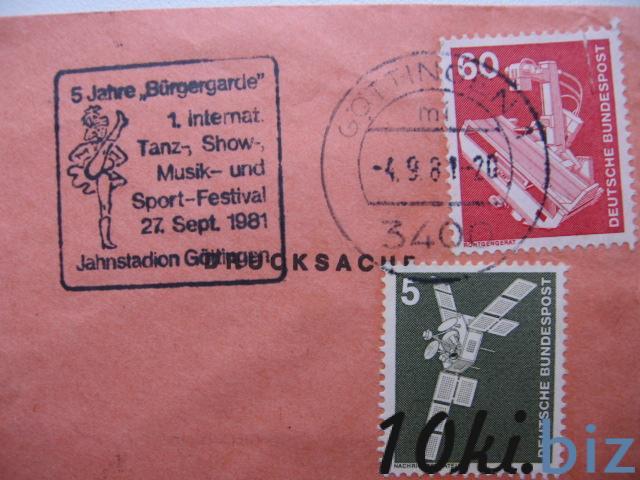 5 Jahre „Bürgergarde"
1. internat.
Tanz-, Show-,
Musik- und
Sport-Festival
27. Sept. 1981
Jahnstadion Göttingen
DRUCKSACHE
GÖTTINGEN 1
-4.9.81-20
3400
60
DEUTSCHE BUNDESPOST
RÖNTGENGERÄT
5
DEUTSCHE BUNDESPOST
10ki.biz